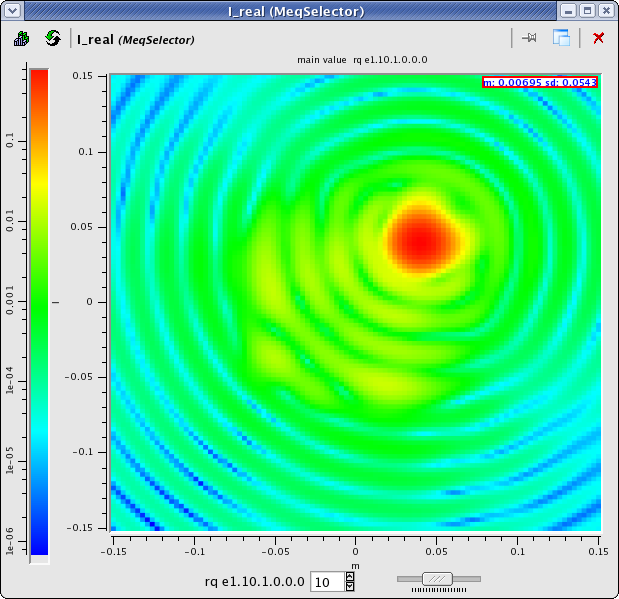 I_real (MeqSelector)
I_real (MeqSelector)
main value rq e1.10.1.0.0.0
m: 0.00695 sd: 0.0543
0.1
0.01
0.001
1e-04
1e-05
1e-06
0.15
0.1
0.05
0
-0.05
-0.1
-0.15
-0.15 -0.1 -0.05 0 0.05 0.1 0.15
m
rq e1.10.1.0.0.0 10